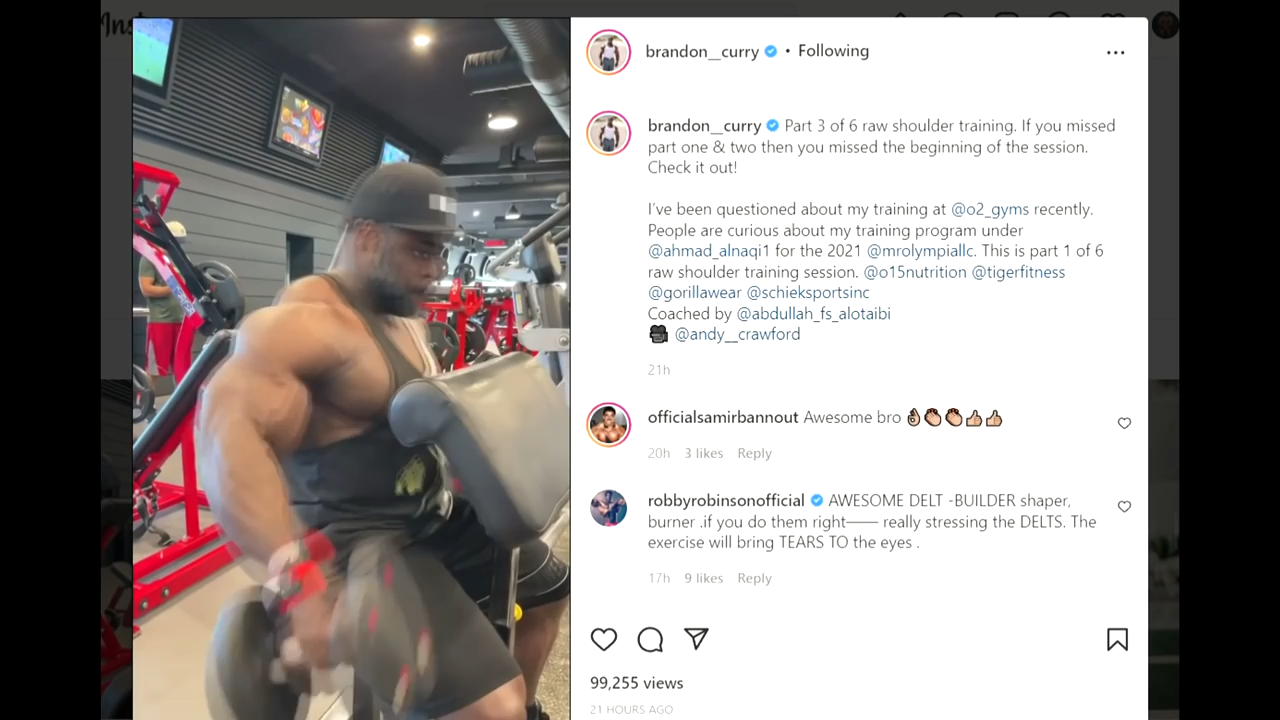 Inst
brandon__curry • Following
brandon__curry Part 3 of 6 raw shoulder training. If you missed
part one & two then you missed the beginning of the session.
Check it out!
I've been questioned about my training at @o2_gyms recently.
People are curious about my training program under
@ahmad_alnaqi1 for the 2021 @mrolympiallc. This is part 1 of 6
raw shoulder training session. @o15nutrition @tigerfitness
@gorillawear @schieksportsinc
Coached by @abdullah_fs_alotaibi
🎥 @andy__crawford
21h
officialsamirbannout Awesome bro 👌🏼👏🏼👏🏼👍🏼👍🏼
20h 3 likes Reply
robbyrobinsonofficial AWESOME DELT -BUILDER shaper,
burner .if you do them right—— really stressing the DELTS. The
exercise will bring TEARS TO the eyes .
17h 9 likes Reply
99,255 views
21 HOURS AGO